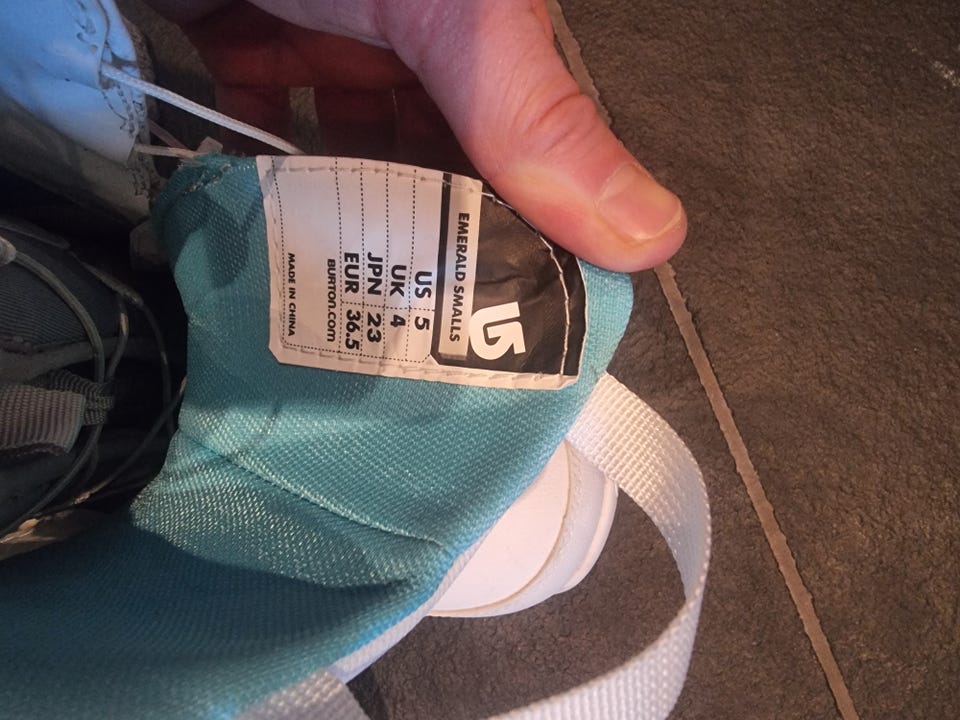 EMERALD SMALLS
US 5
UK 4
JPN 23
EUR 36.5
BURTON.COM
MADE IN CHINA